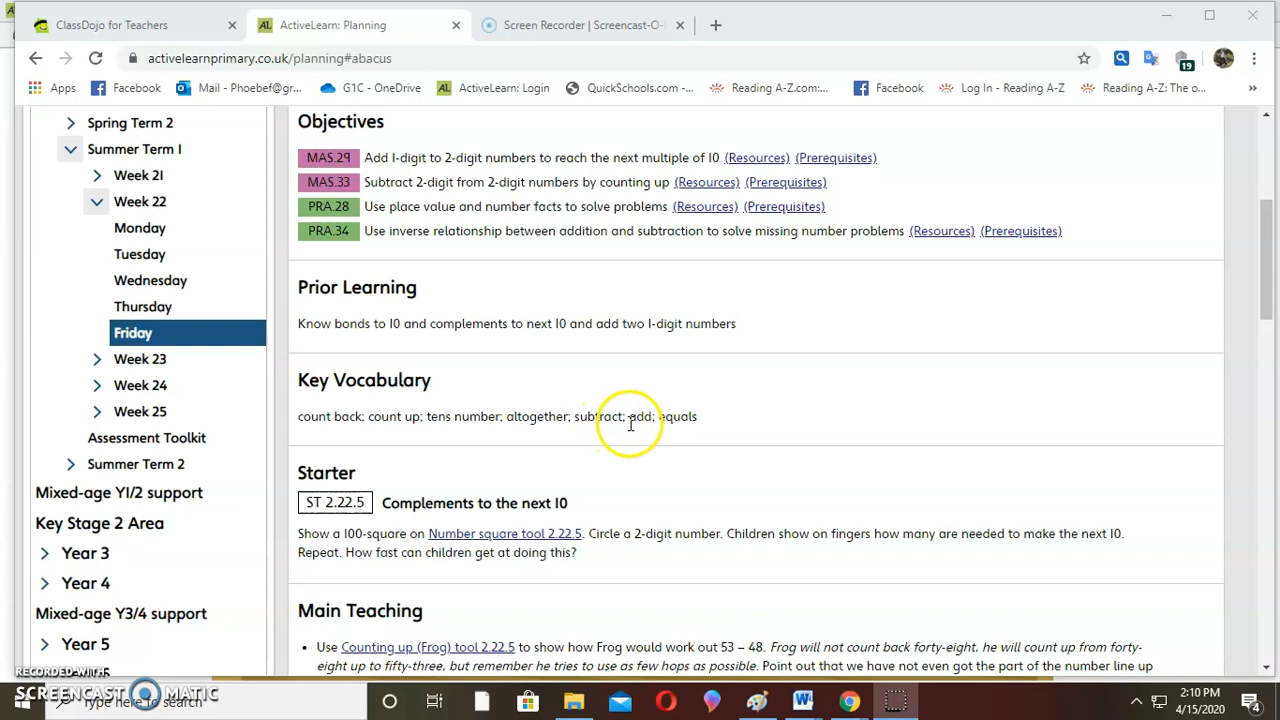 ClassDojo for Teachers
ActiveLearn: Planning
Screen Recorder | Screencast-O-
activelearnprimary.co.uk/planning#abacus
19
Apps
Facebook
Mail - Phoebef@gr...
G1C - OneDrive
ActiveLearn: Login
QuickSchools.com -...
Reading A-Z.com:...
Facebook
Log In - Reading A-Z
Reading A-Z: The o...
Spring Term 2
Summer Term 1
Week 21
Week 22
Monday
Tuesday
Wednesday
Thursday
Friday
Week 23
Week 24
Week 25
Assessment Toolkit
Summer Term 2
Mixed-age Y1/2 support
Key Stage 2 Area
Year 3
Year 4
Mixed-age Y3/4 support
Year 5
Objectives
MAS.29 Add 1-digit to 2-digit numbers to reach the next multiple of 10 (Resources) (Prerequisites)
MAS.33 Subtract 2-digit from 2-digit numbers by counting up (Resources) (Prerequisites)
PRA.28 Use place value and number facts to solve problems (Resources) (Prerequisites)
PRA.34 Use inverse relationship between addition and subtraction to solve missing number problems (Resources) (Prerequisites)
Prior Learning
Know bonds to 10 and complements to next 10 and add two 1-digit numbers
Key Vocabulary
count back; count up; tens number; altogether; subtract; add; equals
Starter
ST 2.22.5 Complements to the next 10
Show a 100-square on Number square tool 2.22.5. Circle a 2-digit number. Children show on fingers how many are needed to make the next 10.
Repeat. How fast can children get at doing this?
Main Teaching
• Use Counting up (Frog) tool 2.22.5 to show how Frog would work out 53 – 48. Frog will not count back forty-eight, he will count up from forty-
eight up to fifty-three, but remember he tries to use as few hops as possible. Point out that we have not even got the part of the number line up
RECORDED WITH
SCREENCAST MATIC
Type here to search
2:10 PM
4/15/2020
4